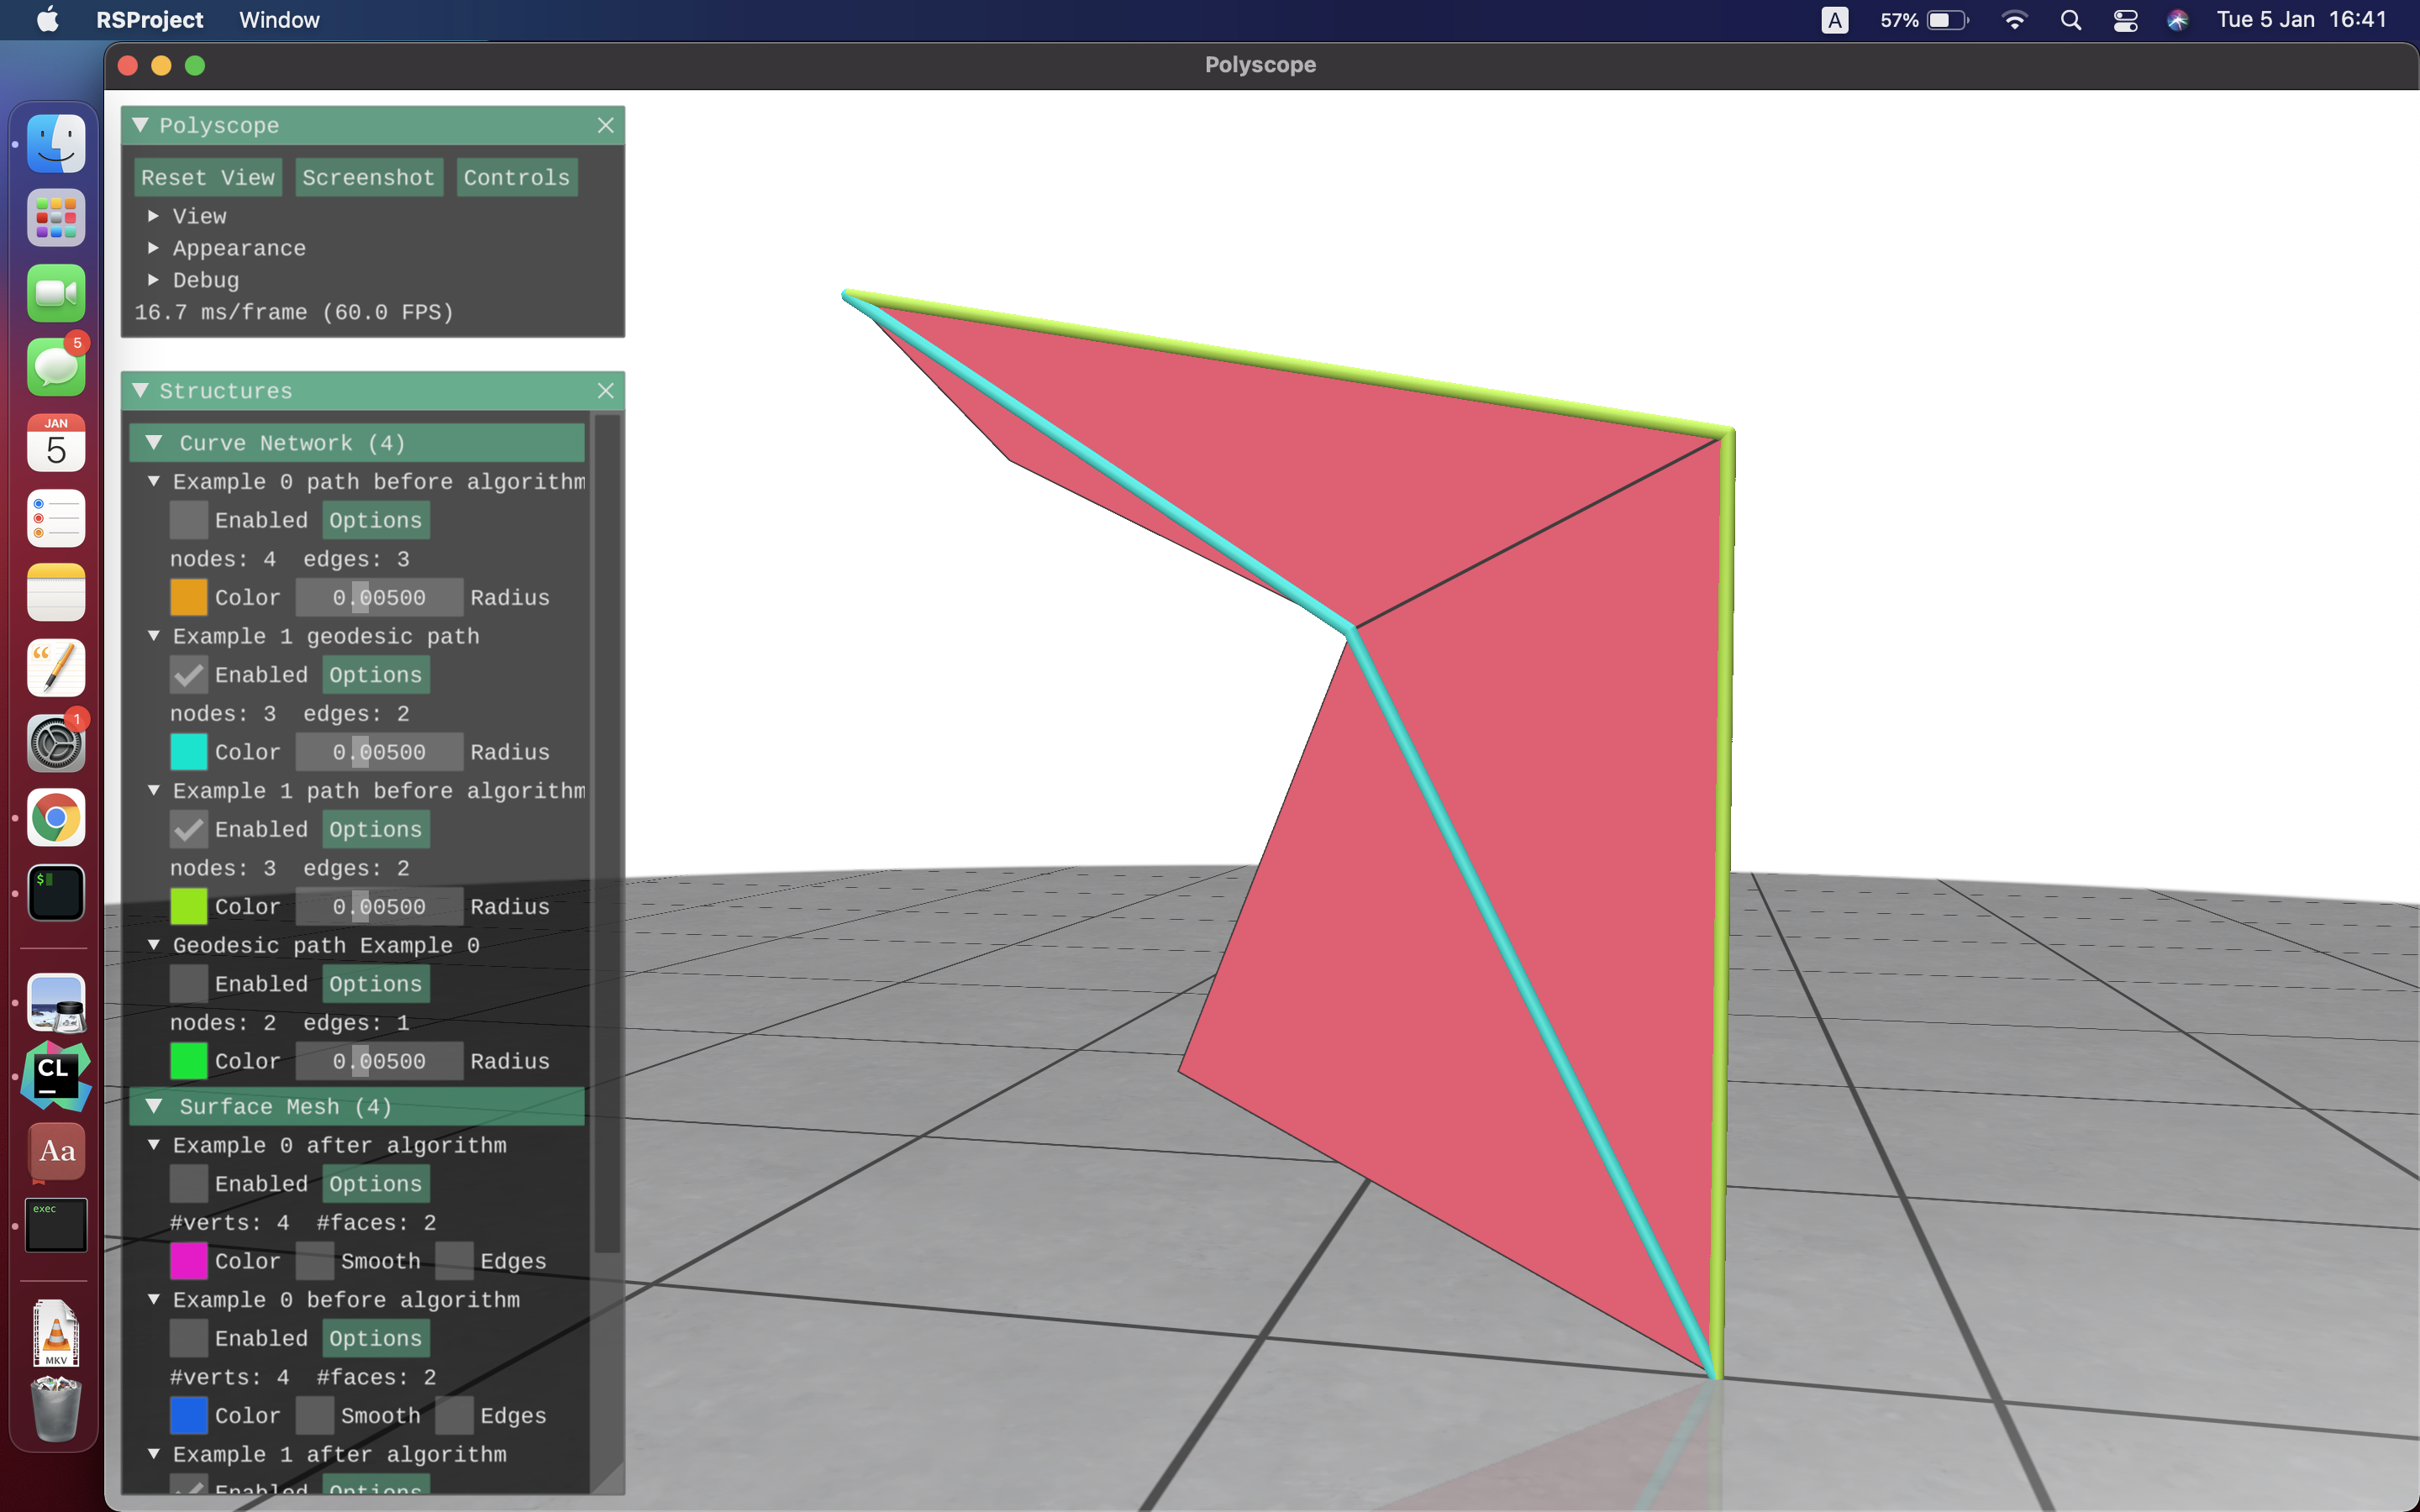 RSProject Window A 57% Tue 5 Jan 16:41
Polyscope
Polyscope
Reset View Screenshot Controls
View
Appearance
Debug
16.7 ms/frame (60.0 FPS)
Structures
Curve Network (4)
Example 0 path before algorithm
Enabled Options
nodes: 4 edges: 3
Color 0.00500 Radius
Example 1 geodesic path
Enabled Options
nodes: 3 edges: 2
Color 0.00500 Radius
Example 1 path before algorithm
Enabled Options
nodes: 3 edges: 2
Color 0.00500 Radius
Geodesic path Example 0
Enabled Options
nodes: 2 edges: 1
Color 0.00500 Radius
Surface Mesh (4)
Example 0 after algorithm
Enabled Options
#verts: 4 #faces: 2
Color Smooth Edges
Example 0 before algorithm
Enabled Options
#verts: 4 #faces: 2
Color Smooth Edges
Example 1 after algorithm
Enabled Options
5
JAN
5
1
$
CL
Aa
exec
MKV